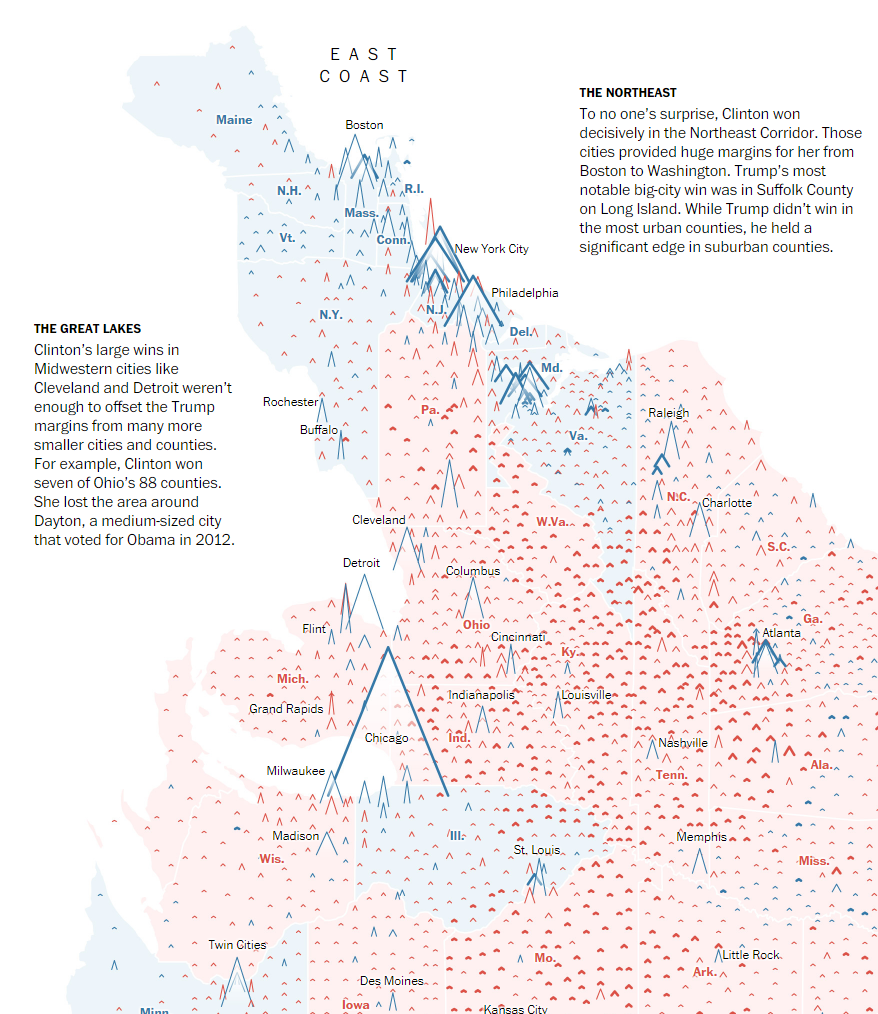 EAST
COAST
THE NORTHEAST
To no one's surprise, Clinton won
decisively in the Northeast Corridor. Those
cities provided huge margins for her from
Boston to Washington. Trump's most
notable big-city win was in Suffolk County
on Long Island. While Trump didn't win in
the most urban counties, he held a
significant edge in suburban counties.
Maine
Boston
N.H.
R.I.
Mass.
Vt.
Conn.
New York City
Philadelphia
N.Y.
N.J.
Del.
THE GREAT LAKES
Clinton's large wins in
Midwestern cities like
Cleveland and Detroit weren't
enough to offset the Trump
margins from many more
smaller cities and counties.
For example, Clinton won
seven of Ohio's 88 counties.
She lost the area around
Dayton, a medium-sized city
that voted for Obama in 2012.
Md.
Rochester
Pa.
Raleigh
Buffalo
Va.
N.C.
Charlotte
Cleveland
W.Va.
S.C.
Detroit
Columbus
Ga.
Flint
Ohio
Cincinnati
Atlanta
Ky.
Mich.
Indianapolis
Louisville
Grand Rapids
Chicago
Ind.
Nashville
Ala.
Milwaukee
Tenn.
Madison
Ill.
Memphis
Wis.
St. Louis
Miss.
Twin Cities
Mo.
Little Rock
Ark.
Des Moines
Iowa
Minn.
Kansas City